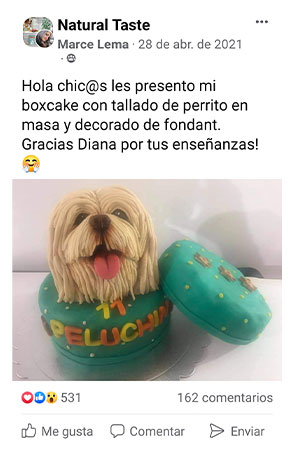 Natural Taste
Marce Lema · 28 de abr. de 2021
Hola chic@s les presento mi
boxcake con tallado de perrito en
masa y decorado de fondant.
Gracias Diana por tus enseñanzas!
11
PELUCHIN
531
162 comentarios
Me gusta
Comentar
Enviar